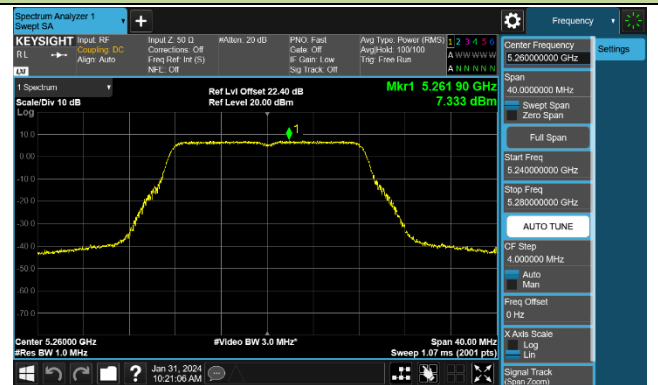 Spectrum Analyzer 1
Swept SA
Frequency
KEYSIGHT
RL
LXI
Input: RF
Coupling: DC
Align: Auto
Input Z: 50 Ω
Corrections: Off
Freq Ref: Int (S)
NFE: Off
#Atten: 20 dB
PNO: Fast
Gate: Off
IF Gain: Low
Sig Track: Off
Avg Type: Power (RMS)
Avg|Hold: 100/100
Trig: Free Run
1 2 3 4 5 6
A W W W W W
A N N N N N
1 Spectrum
Scale/Div 10 dB
Log
Ref Lvl Offset 22.40 dB
Ref Level 20.00 dBm
Mkr1 5.261 90 GHz
7.333 dBm
1
10.0
0.00
-10.0
-20.0
-30.0
-40.0
-50.0
-60.0
-70.0
Center 5.26000 GHz
#Res BW 1.0 MHz
#Video BW 3.0 MHz*
Span 40.00 MHz
Sweep 1.07 ms (2001 pts)
Jan 31, 2024
10:21:06 AM
Center Frequency
5.260000000 GHz
Settings
Span
40.0000000 MHz
Swept Span
Zero Span
Full Span
Start Freq
5.240000000 GHz
Stop Freq
5.280000000 GHz
AUTO TUNE
CF Step
4.000000 MHz
Auto
Man
Freq Offset
0 Hz
X Axis Scale
Log
Lin
Signal Track
(Span Zoom)